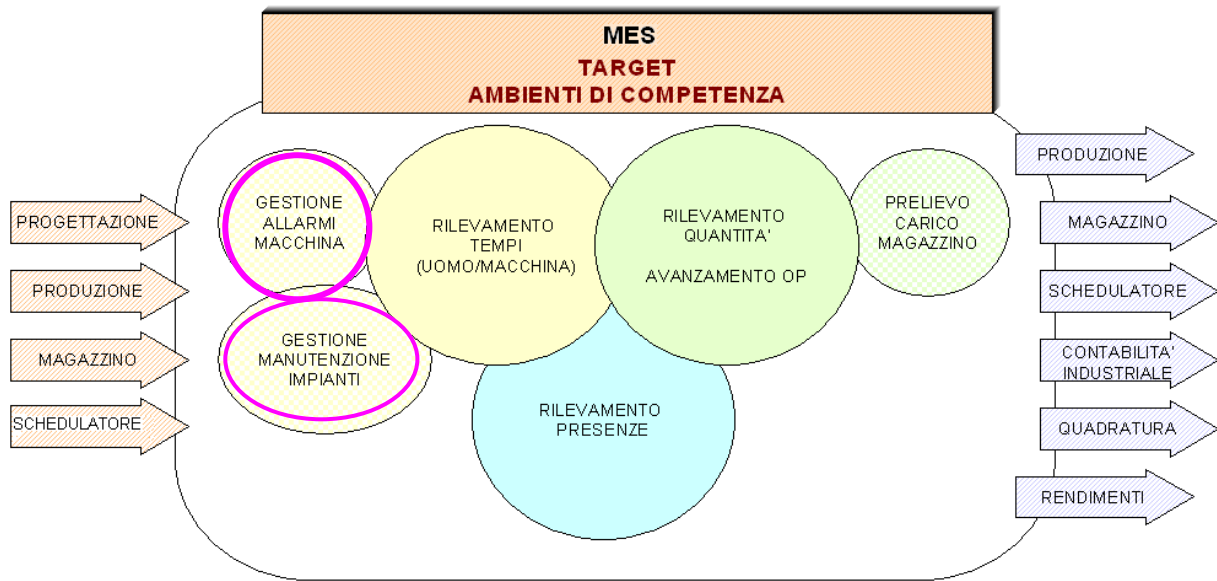 MES
TARGET
AMBIENTI DI COMPETENZA
PROGETTAZIONE
PRODUZIONE
MAGAZZINO
SCHEDULATORE
GESTIONE
ALLARMI
MACCHINA
GESTIONE
MANUTENZIONE
IMPIANTI
RILEVAMENTO
TEMPI
(UOMO/MACCHINA)
RILEVAMENTO
QUANTITA'
AVANZAMENTO OP
PRELIEVO
CARICO
MAGAZZINO
RILEVAMENTO
PRESENZE
PRODUZIONE
MAGAZZINO
SCHEDULATORE
CONTABILITA'
INDUSTRIALE
QUADRATURA
RENDIMENTI